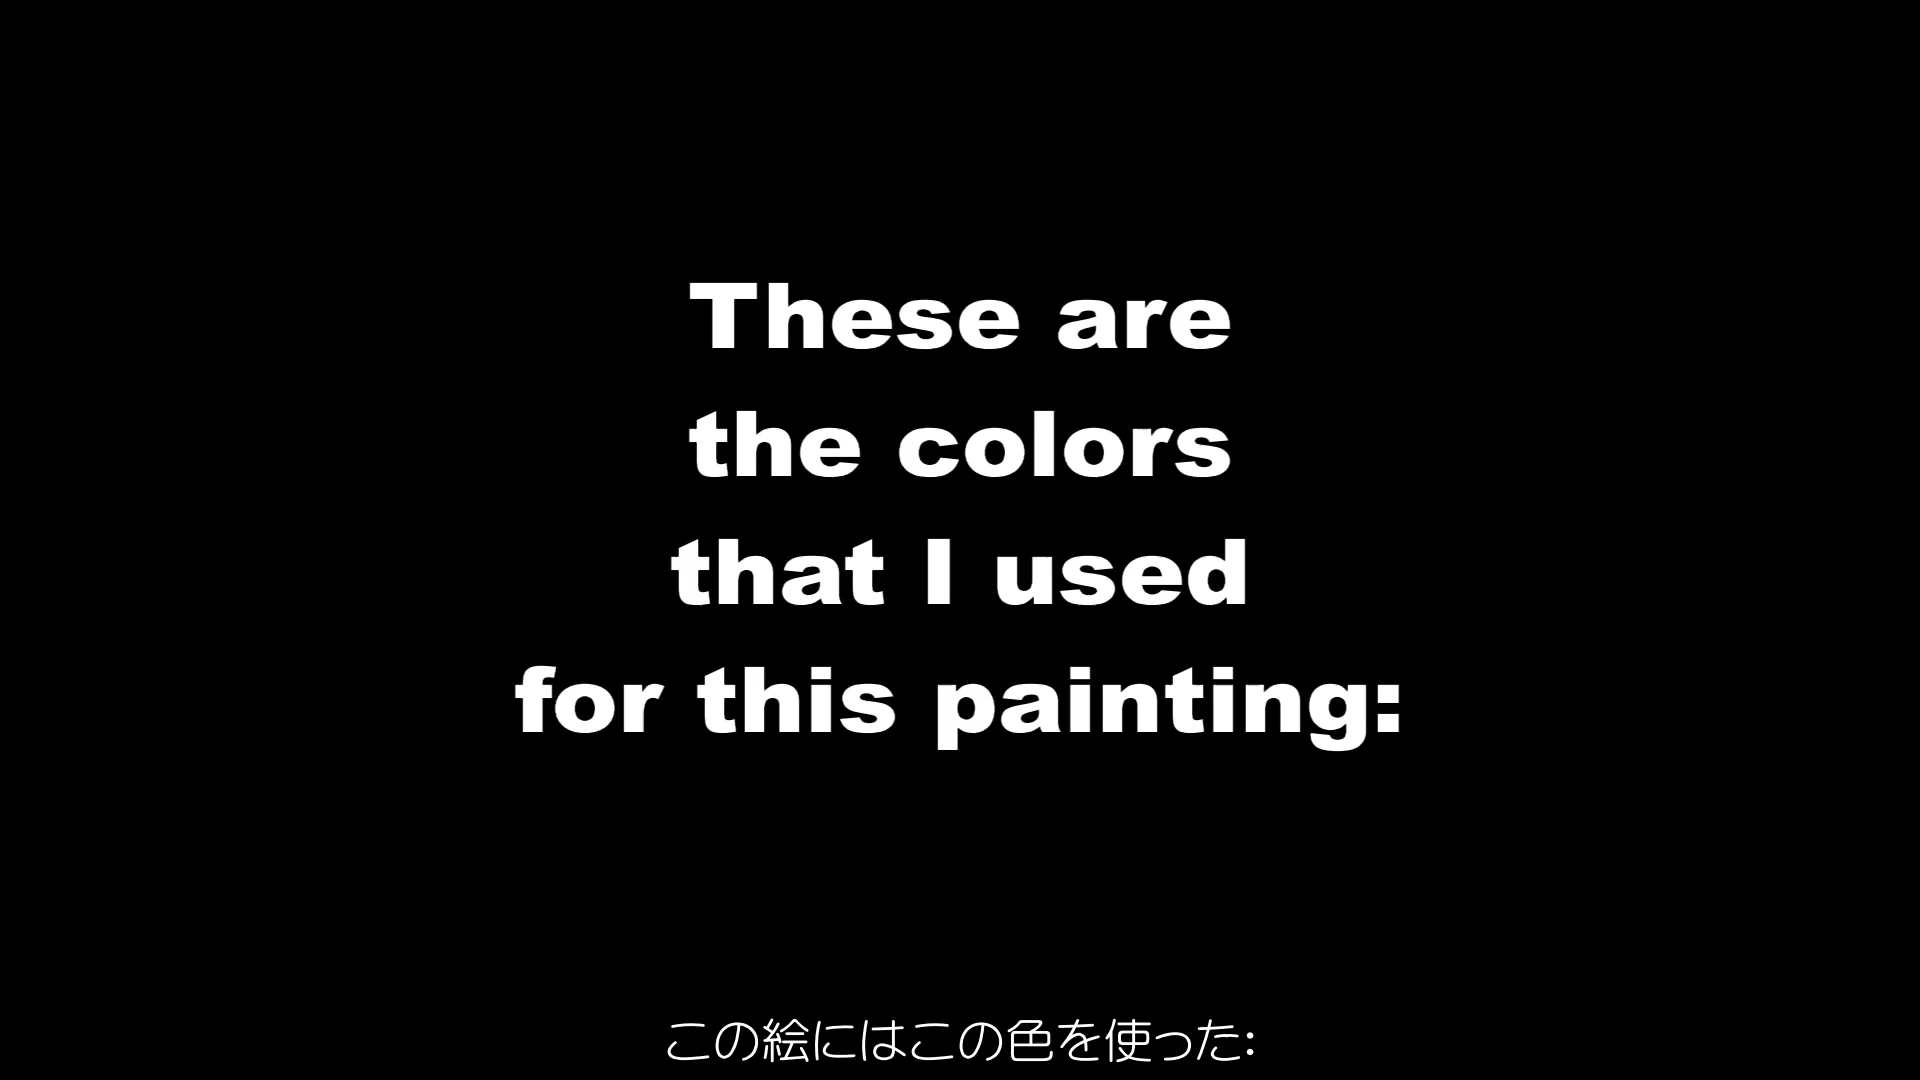 These are
the colors
that I used
for this painting:
この絵にはこの色を使った: